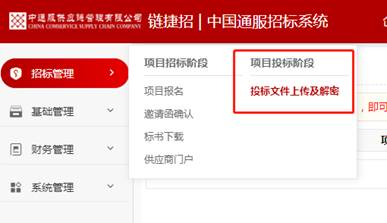 中通服供应链管理有限公司
CHINA COMSERVICE SUPPLY CHAIN COMPANY
链捷招 | 中国通服招标系统
招标管理
基础管理
财务管理
系统管理
项目招标阶段
项目报名
邀请函确认
标书下载
供应商门户
项目投标阶段
投标文件上传及解密
，即可